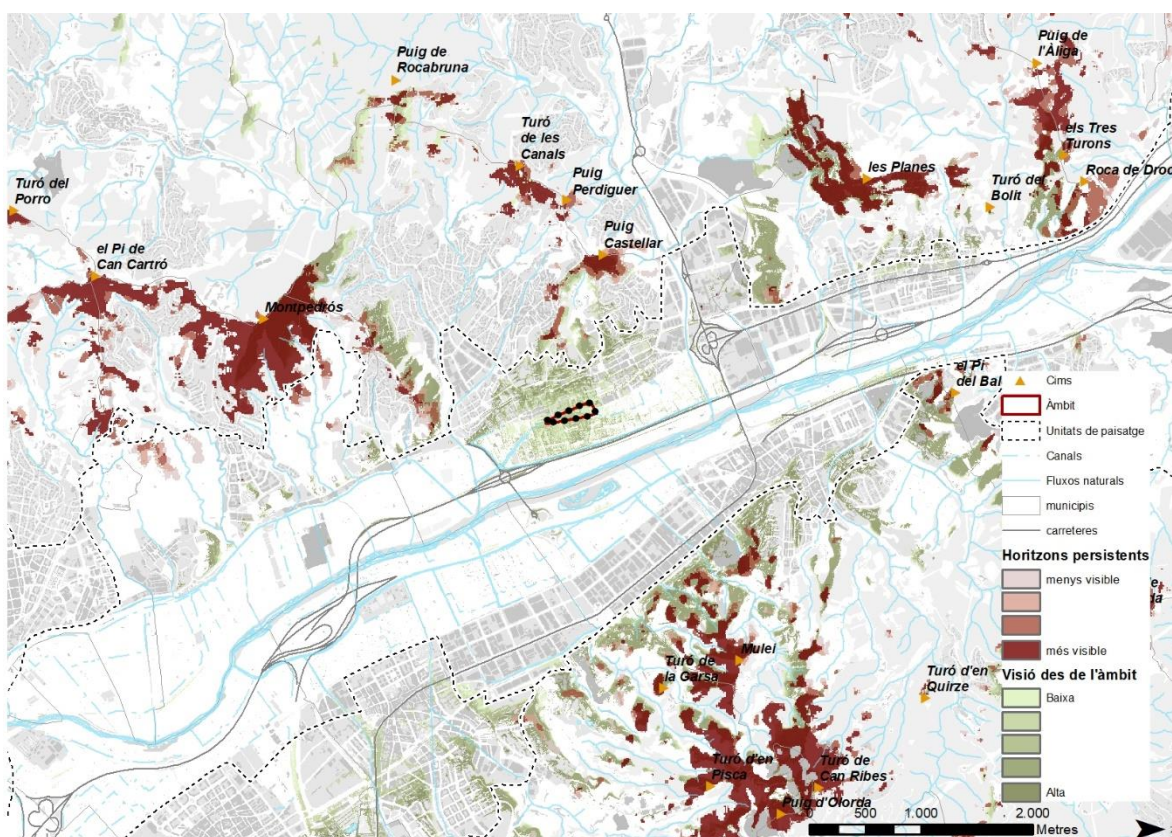 Puig de
Rocabruna
Puig de
l'Àliga
Turó
de les
Canals
els Tres
Turons
Puig
Perdiguer
les Planes
Roca de Droc
Turó del
Porro
Turó del
Bolit
el Pi de
Can Cartró
Puig
Castellar
Montpedrós
el Pi
del Bal
Cims
Àmbit
Unitats de paisatge
Canals
Fluxos naturals
municipis
carreteres
Horitzons persistents
menys visible
més visible
Visió des de l'àmbit
Baixa
Alta
Mulei
Turó de
la Garsa
Turó d'en
Quirze
Turó d'en
Pisca
Turó de
Can Ribes
Puig d'Olorda
0 500 1.000 2.000
Metres